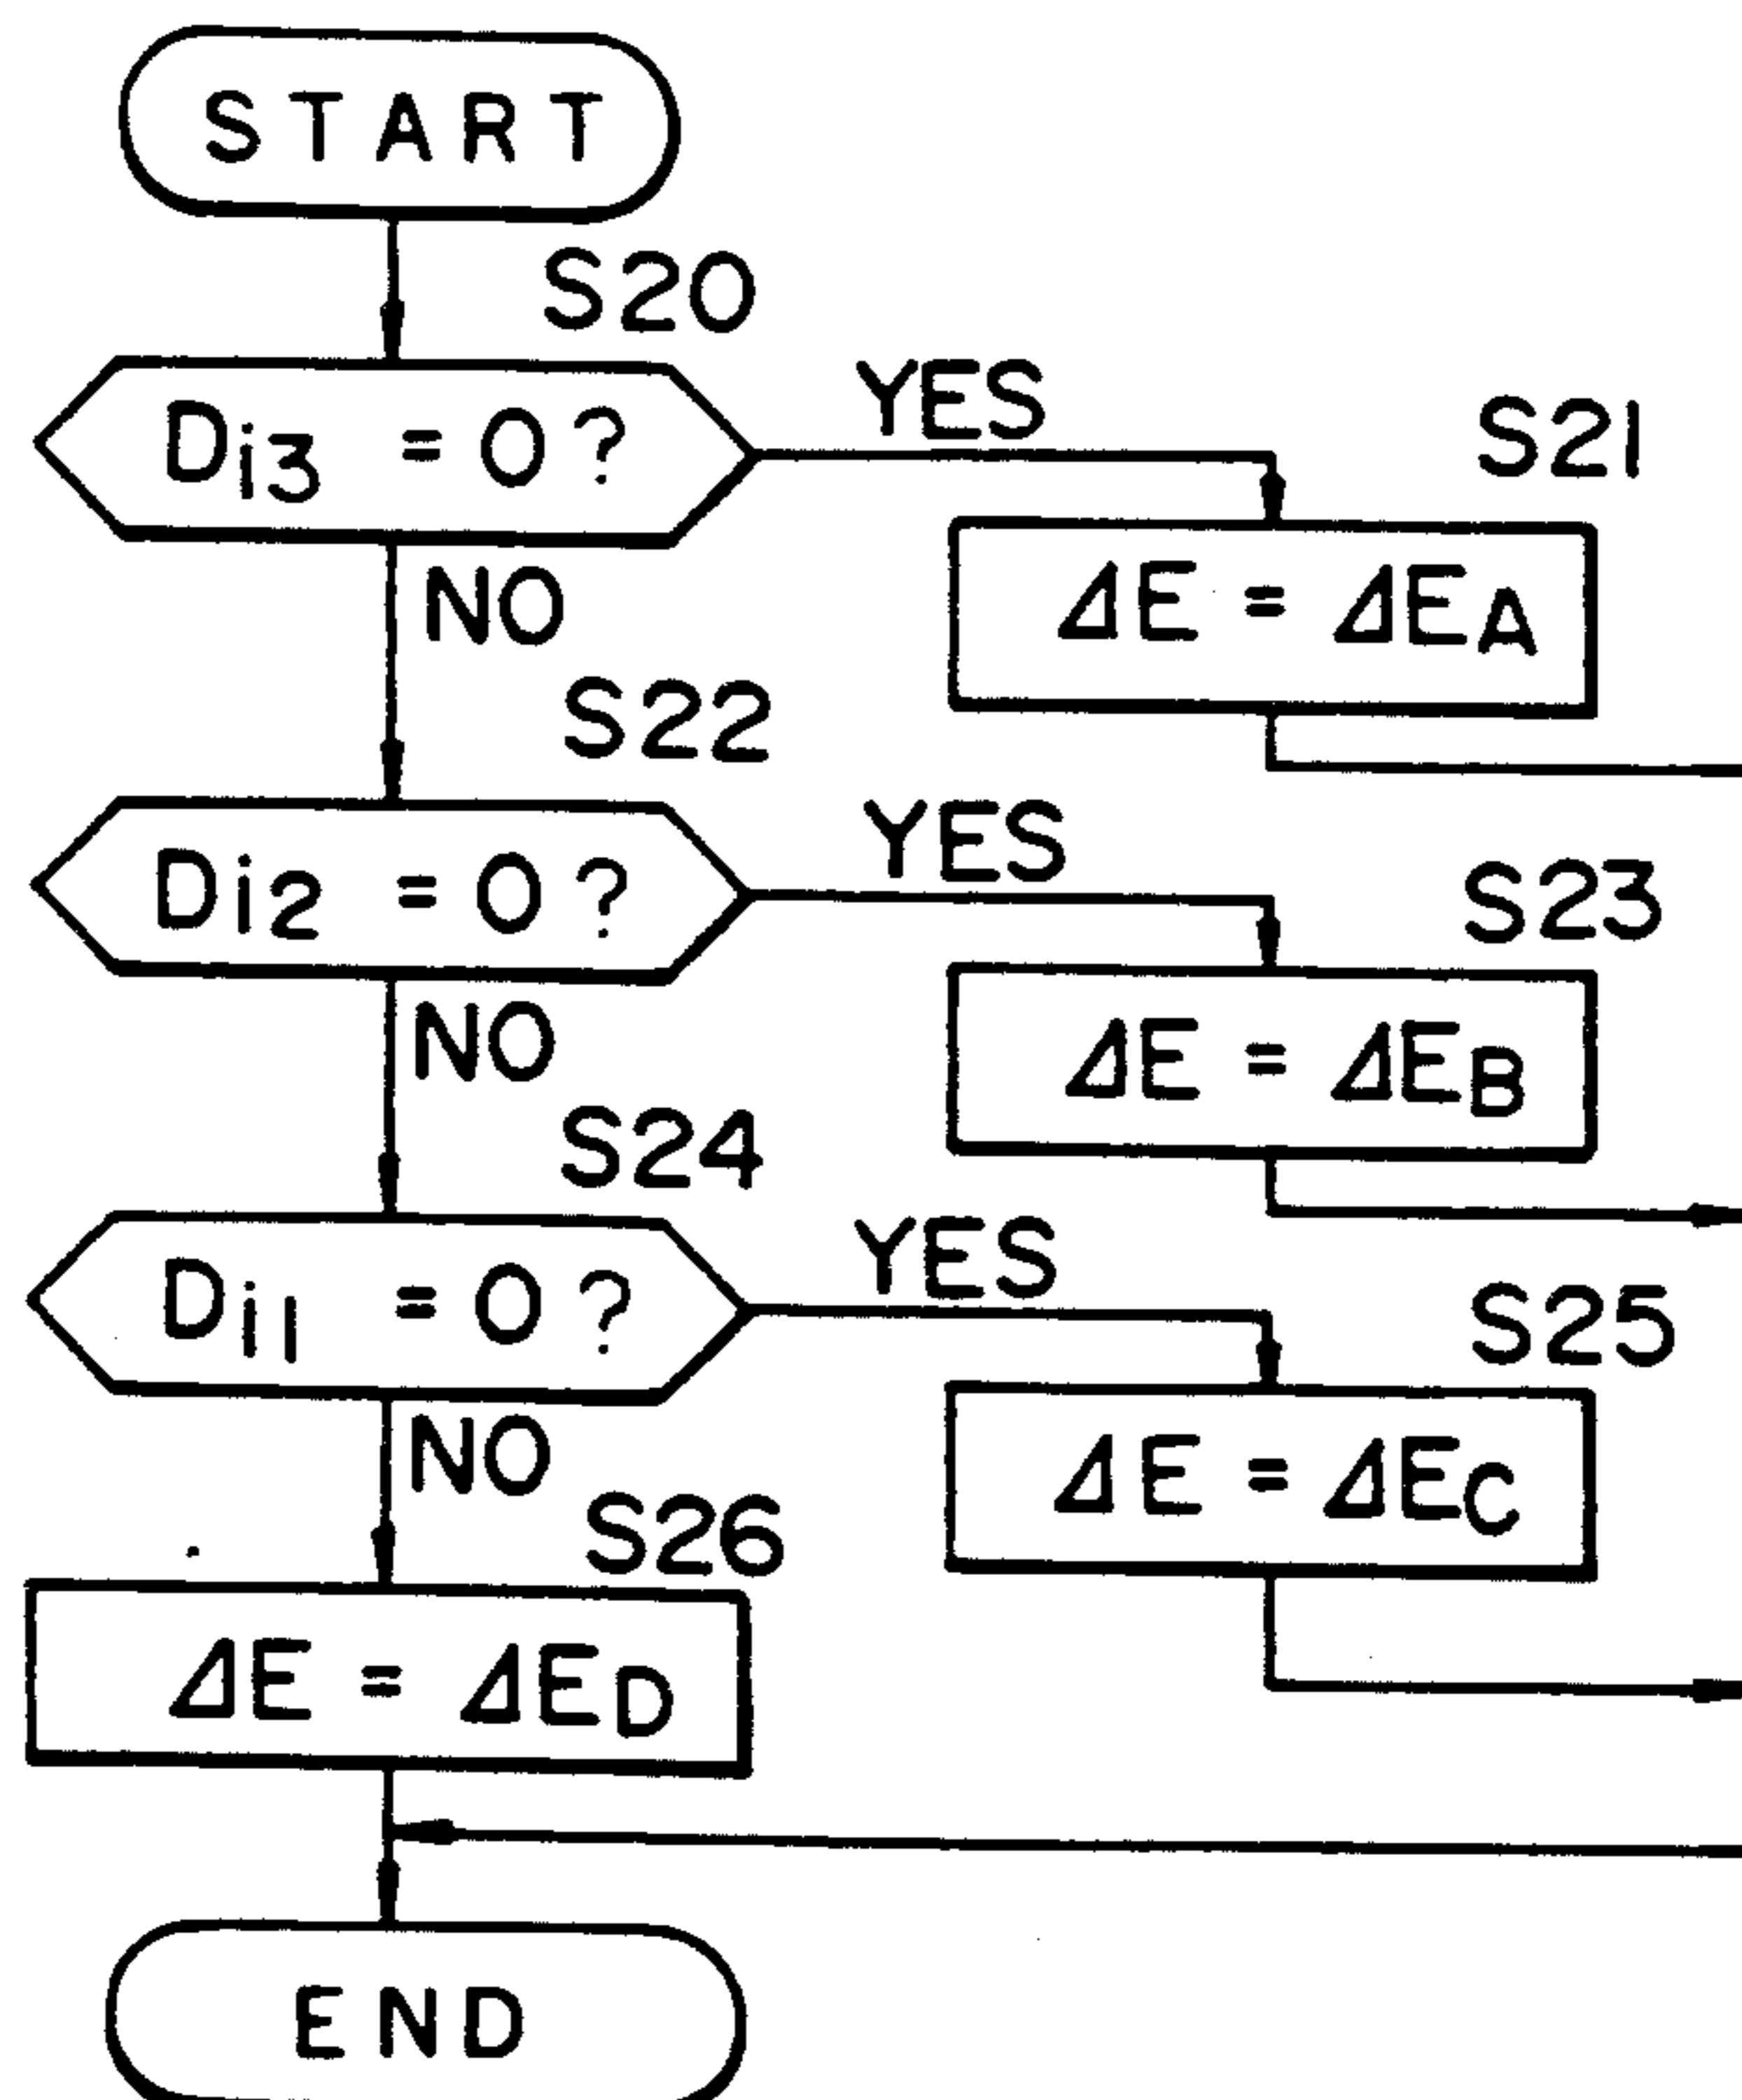 START
S20
Di3 = 0 ?
YES
S21
ΔE = ΔEA
NO
S22
Di2 = 0 ?
YES
S23
ΔE = ΔEB
NO
S24
Di1 = 0 ?
YES
S25
ΔE = ΔEC
NO
S26
ΔE = ΔED
END